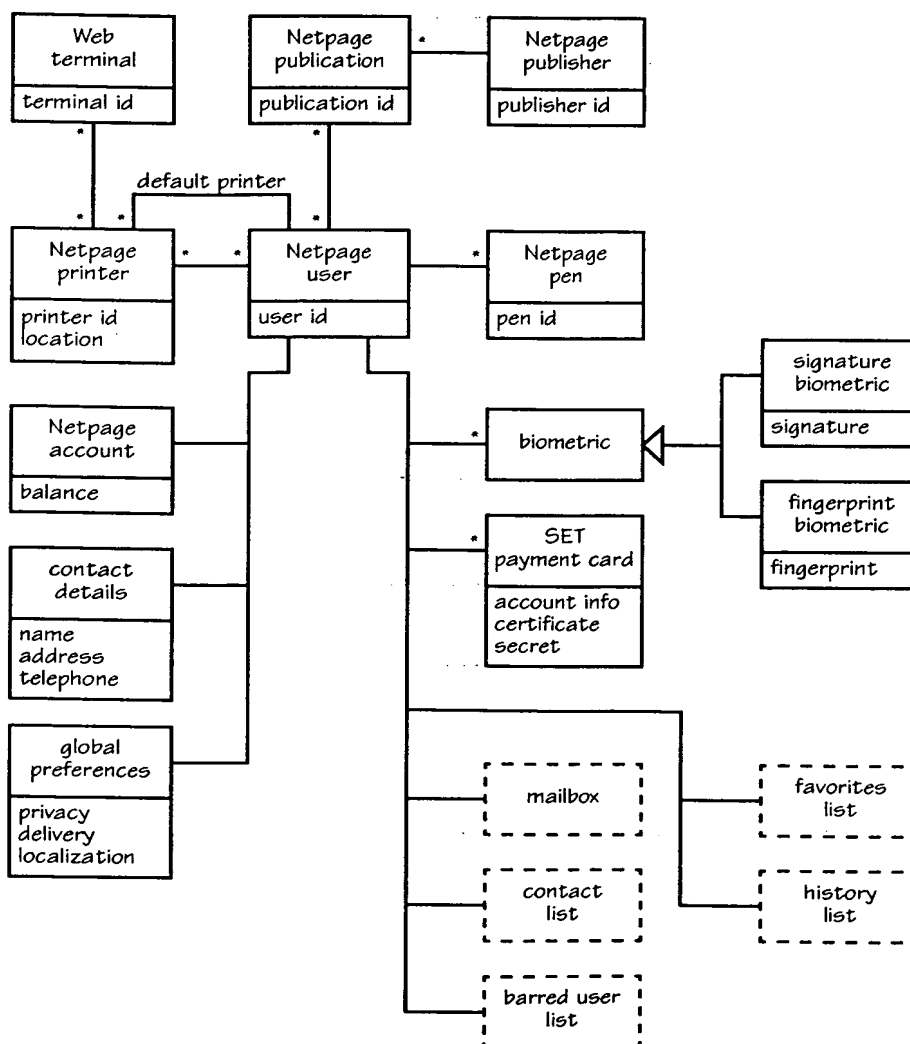 Web
terminal
terminal id
Netpage
publication
publication id
*
Netpage
publisher
publisher id
*
*
default printer
*
*
*
Netpage
printer
printer id
location
*
*
Netpage
user
user id
*
Netpage
pen
pen id
Netpage
account
balance
*
biometric
signature
biometric
signature
fingerprint
biometric
fingerprint
*
SET
payment card
account info
certificate
secret
contact
details
name
address
telephone
global
preferences
privacy
delivery
localization
mailbox
favorites
list
contact
list
history
list
barred user
list